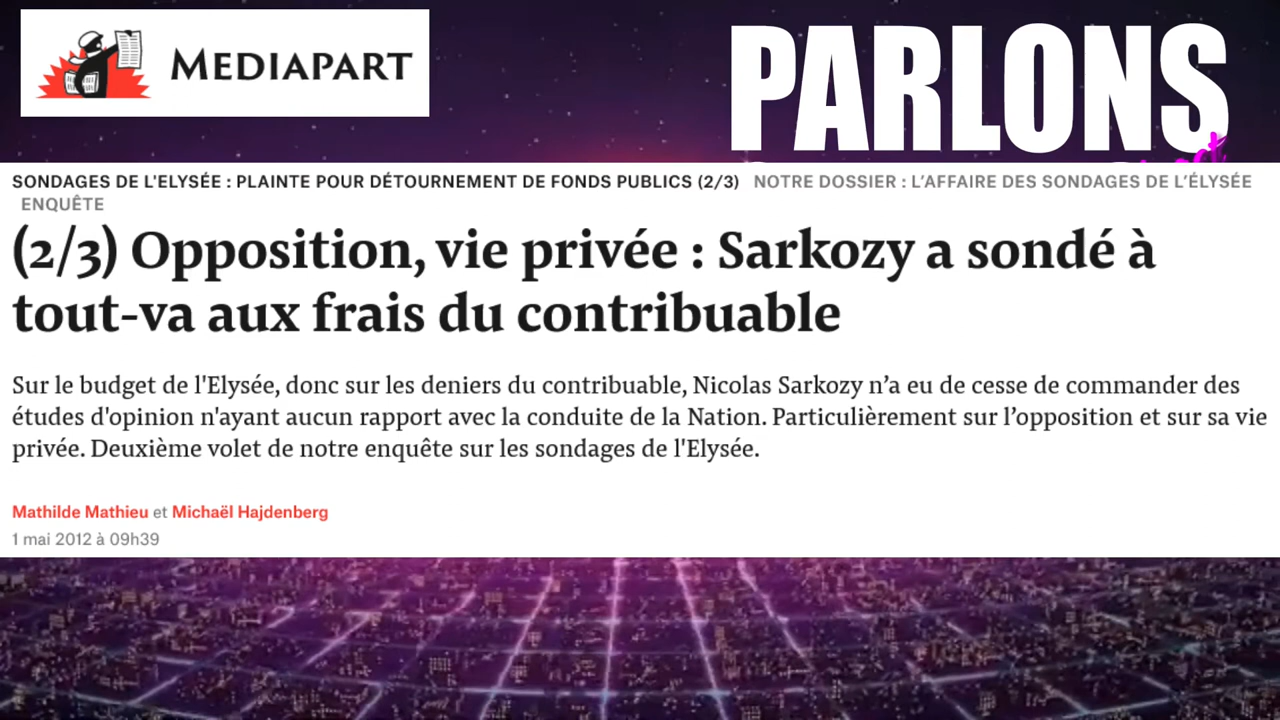 MEDIAPART
PARLONS
SONDAGES DE L'ELYSÉE : PLAINTE POUR DÉTOURNEMENT DE FONDS PUBLICS (2/3) NOTRE DOSSIER : L’AFFAIRE DES SONDAGES DE L’ÉLYSÉE
ENQUÊTE
(2/3) Opposition, vie privée : Sarkozy a sondé à
tout-va aux frais du contribuable
Sur le budget de l'Elysée, donc sur les deniers du contribuable, Nicolas Sarkozy n’a eu de cesse de commander des
études d'opinion n'ayant aucun rapport avec la conduite de la Nation. Particulièrement sur l’opposition et sur sa vie
privée. Deuxième volet de notre enquête sur les sondages de l'Elysée.
Mathilde Mathieu et Michaël Hajdenberg
1 mai 2012 à 09h39